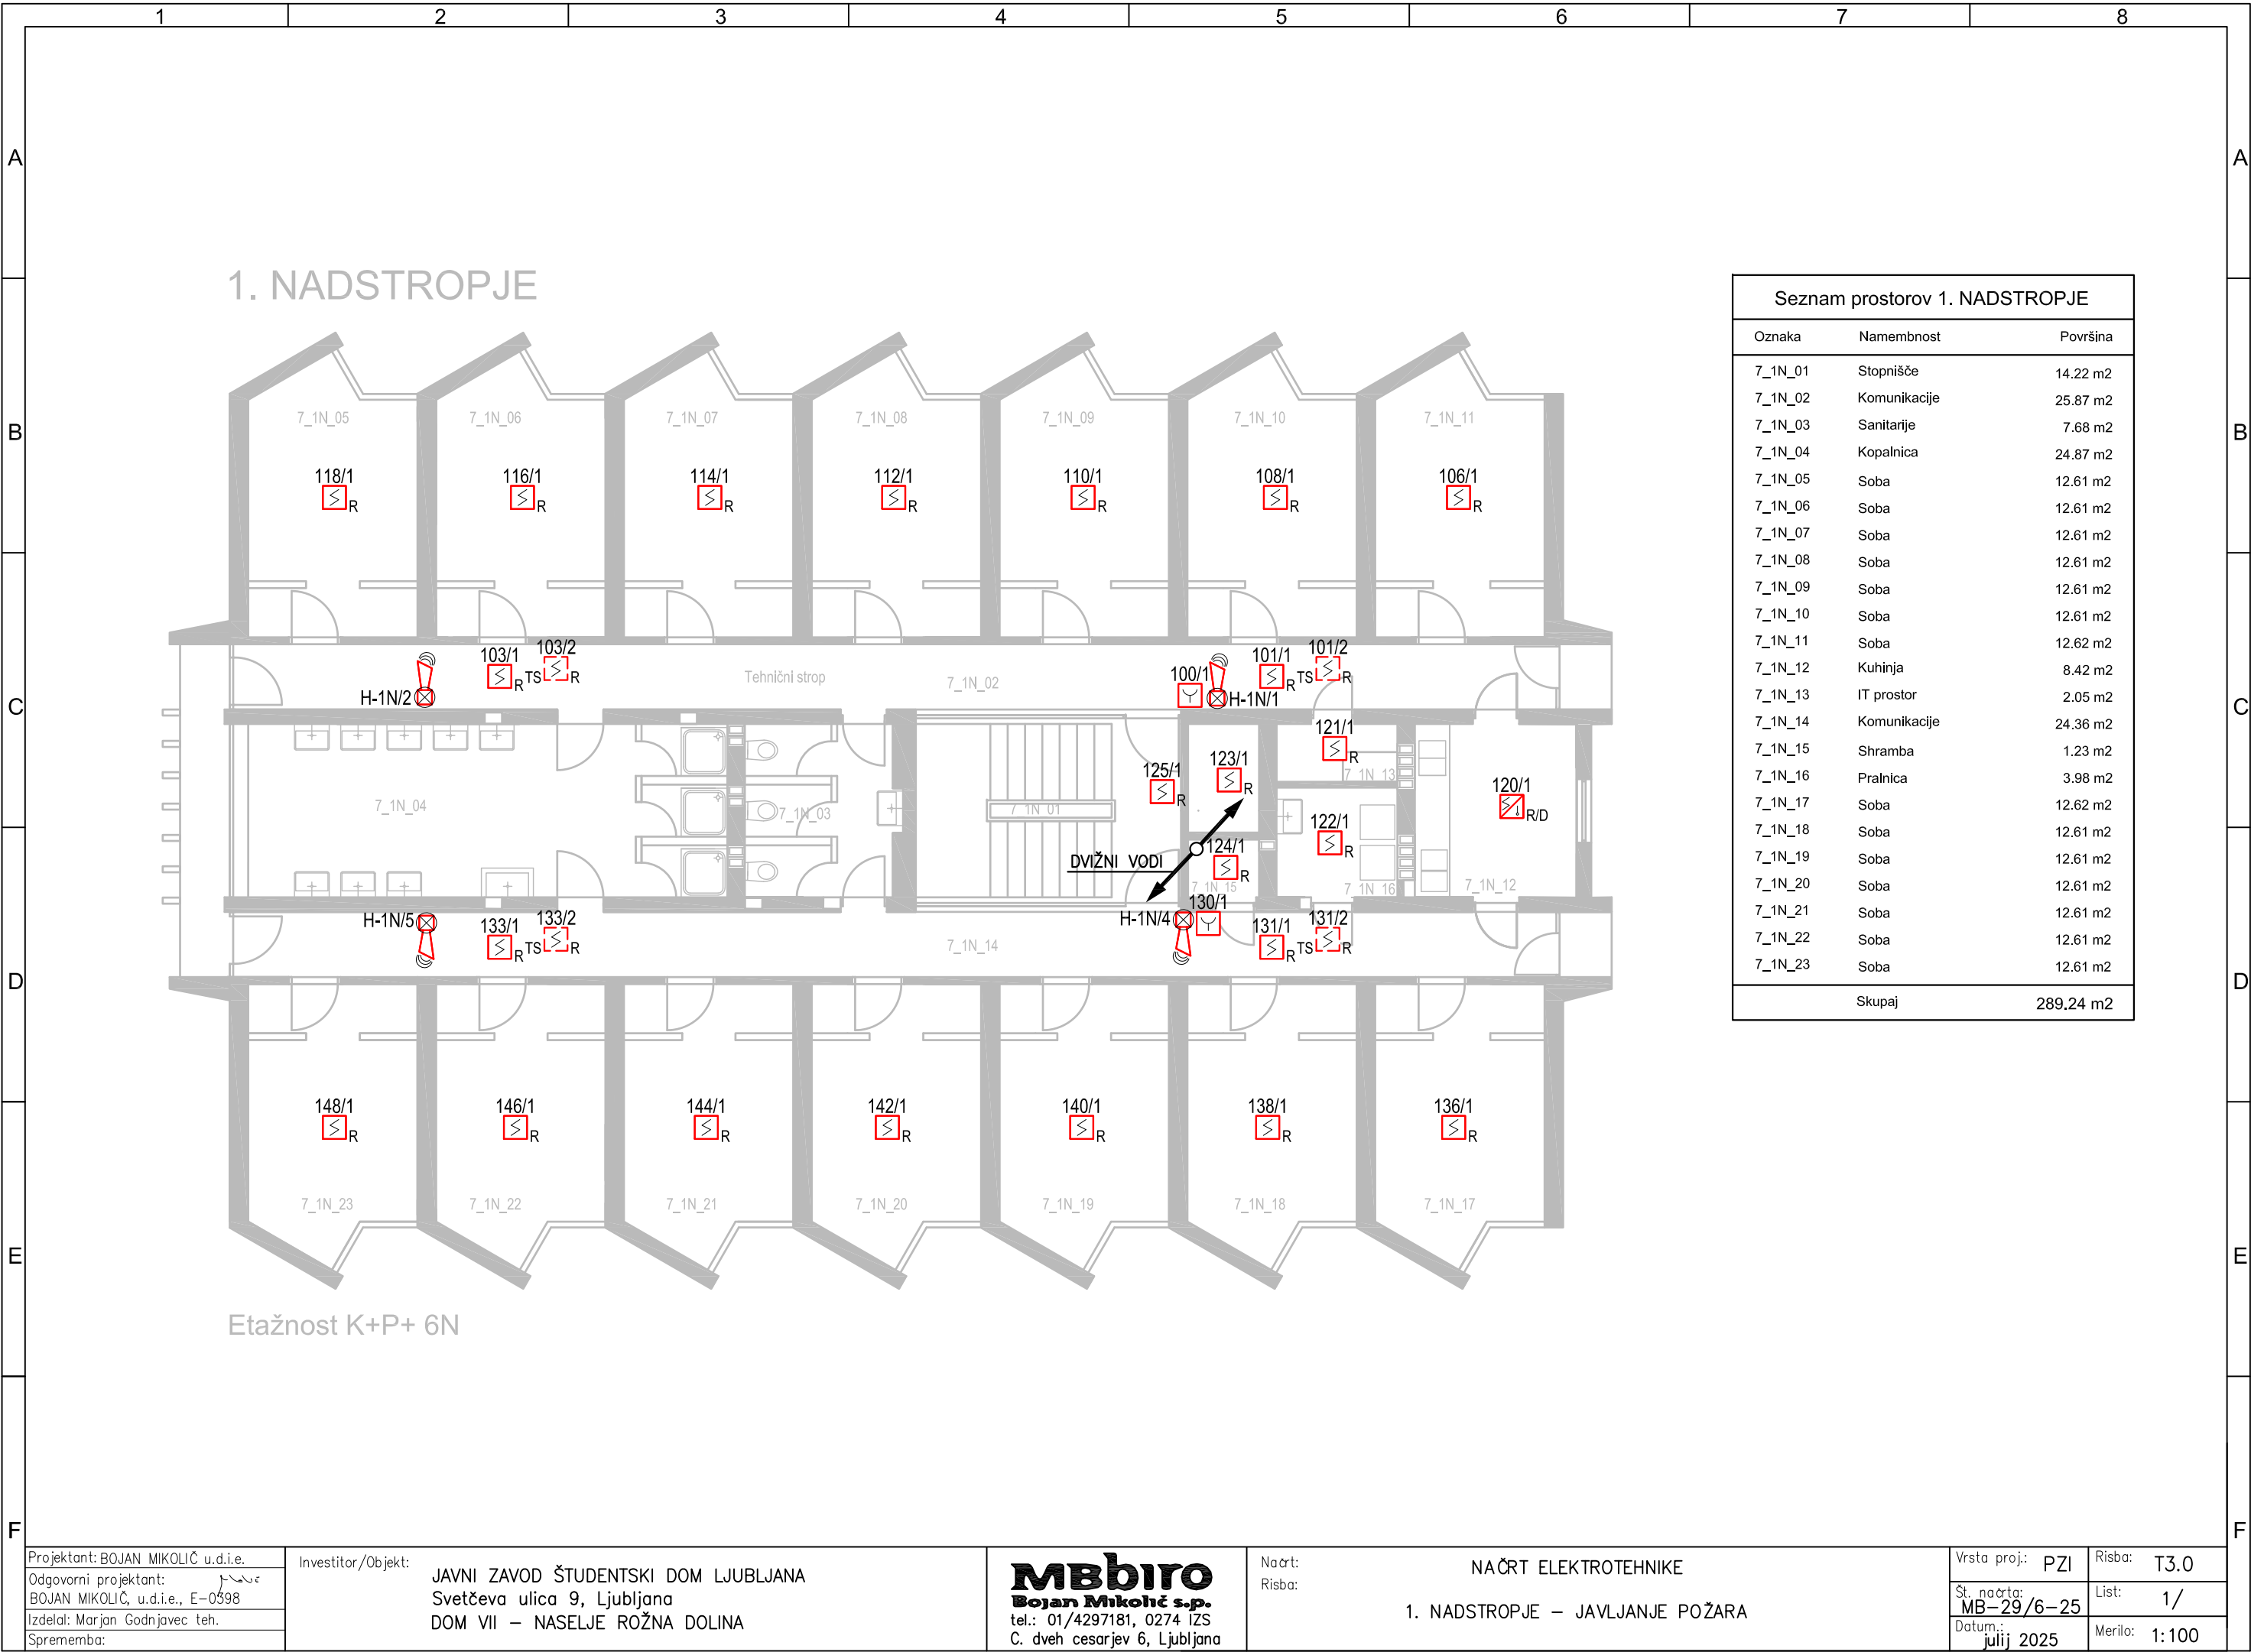 1 2 3 4 5 6 7 8
A A
1. NADSTROPJE
Seznam prostorov 1. NADSTROPJE
Oznaka Namembnost Površina
7_1N_01 Stopnišče 14.22 m2
7_1N_02 Komunikacije 25.87 m2
7_1N_03 Sanitarije 7.68 m2
7_1N_04 Kopalnica 24.87 m2
7_1N_05 Soba 12.61 m2
7_1N_06 Soba 12.61 m2
7_1N_07 Soba 12.61 m2
7_1N_08 Soba 12.61 m2
7_1N_09 Soba 12.61 m2
7_1N_10 Soba 12.61 m2
7_1N_11 Soba 12.62 m2
7_1N_12 Kuhinja 8.42 m2
7_1N_13 IT prostor 2.05 m2
7_1N_14 Komunikacije 24.36 m2
7_1N_15 Shramba 1.23 m2
7_1N_16 Pralnica 3.98 m2
7_1N_17 Soba 12.62 m2
7_1N_18 Soba 12.61 m2
7_1N_19 Soba 12.61 m2
7_1N_20 Soba 12.61 m2
7_1N_21 Soba 12.61 m2
7_1N_22 Soba 12.61 m2
7_1N_23 Soba 12.61 m2
Skupaj 289.24 m2
7_1N_05 7_1N_06 7_1N_07 7_1N_08 7_1N_09 7_1N_10 7_1N_11
B B
118/1 116/1 114/1 112/1 110/1 108/1 106/1
R R R R R R R
103/1 103/2 101/1 101/2
R TS R R TS R
Tehnični strop 7_1N_02 100/1
H-1N/2 H-1N/1
C C
121/1
R
123/1
R
125/1
R
7_1N_13
120/1
R/D
7_1N_04 7_1N_03 7_1N_01
122/1
R
DVIŽNI VODI
124/1
R
7_1N_15 7_1N_16 7_1N_12
H-1N/5 133/1 133/2 H-1N/4 130/1 131/1 131/2
R TS R R TS R
7_1N_14
D D
148/1 146/1 144/1 142/1 140/1 138/1 136/1
R R R R R R R
7_1N_23 7_1N_22 7_1N_21 7_1N_20 7_1N_19 7_1N_18 7_1N_17
E E
Etažnost K+P+ 6N
F F
Projektant: BOJAN MIKOLIČ u.d.i.e.
Odgovorni projektant:
BOJAN MIKOLIČ, u.d.i.e., E-0398
Izdelal: Marjan Godnjavec teh.
Sprememba:
Investitor/Objekt:
JAVNI ZAVOD ŠTUDENTSKI DOM LJUBLJANA
Svetčeva ulica 9, Ljubljana
DOM VII – NASELJE ROŽNA DOLINA
MBbiro
Bojan Mikolič s.p.
tel.: 01/4297181, 0274 IZS
C. dveh cesarjev 6, Ljubljana
Načrt: NAČRT ELEKTROTEHNIKE
Risba:
1. NADSTROPJE – JAVLJANJE POŽARA
Vrsta proj.: PZI Risba: T3.0
Št. načrta: MB-29/6-25 List: 1/
Datum.: julij 2025 Merilo: 1:100